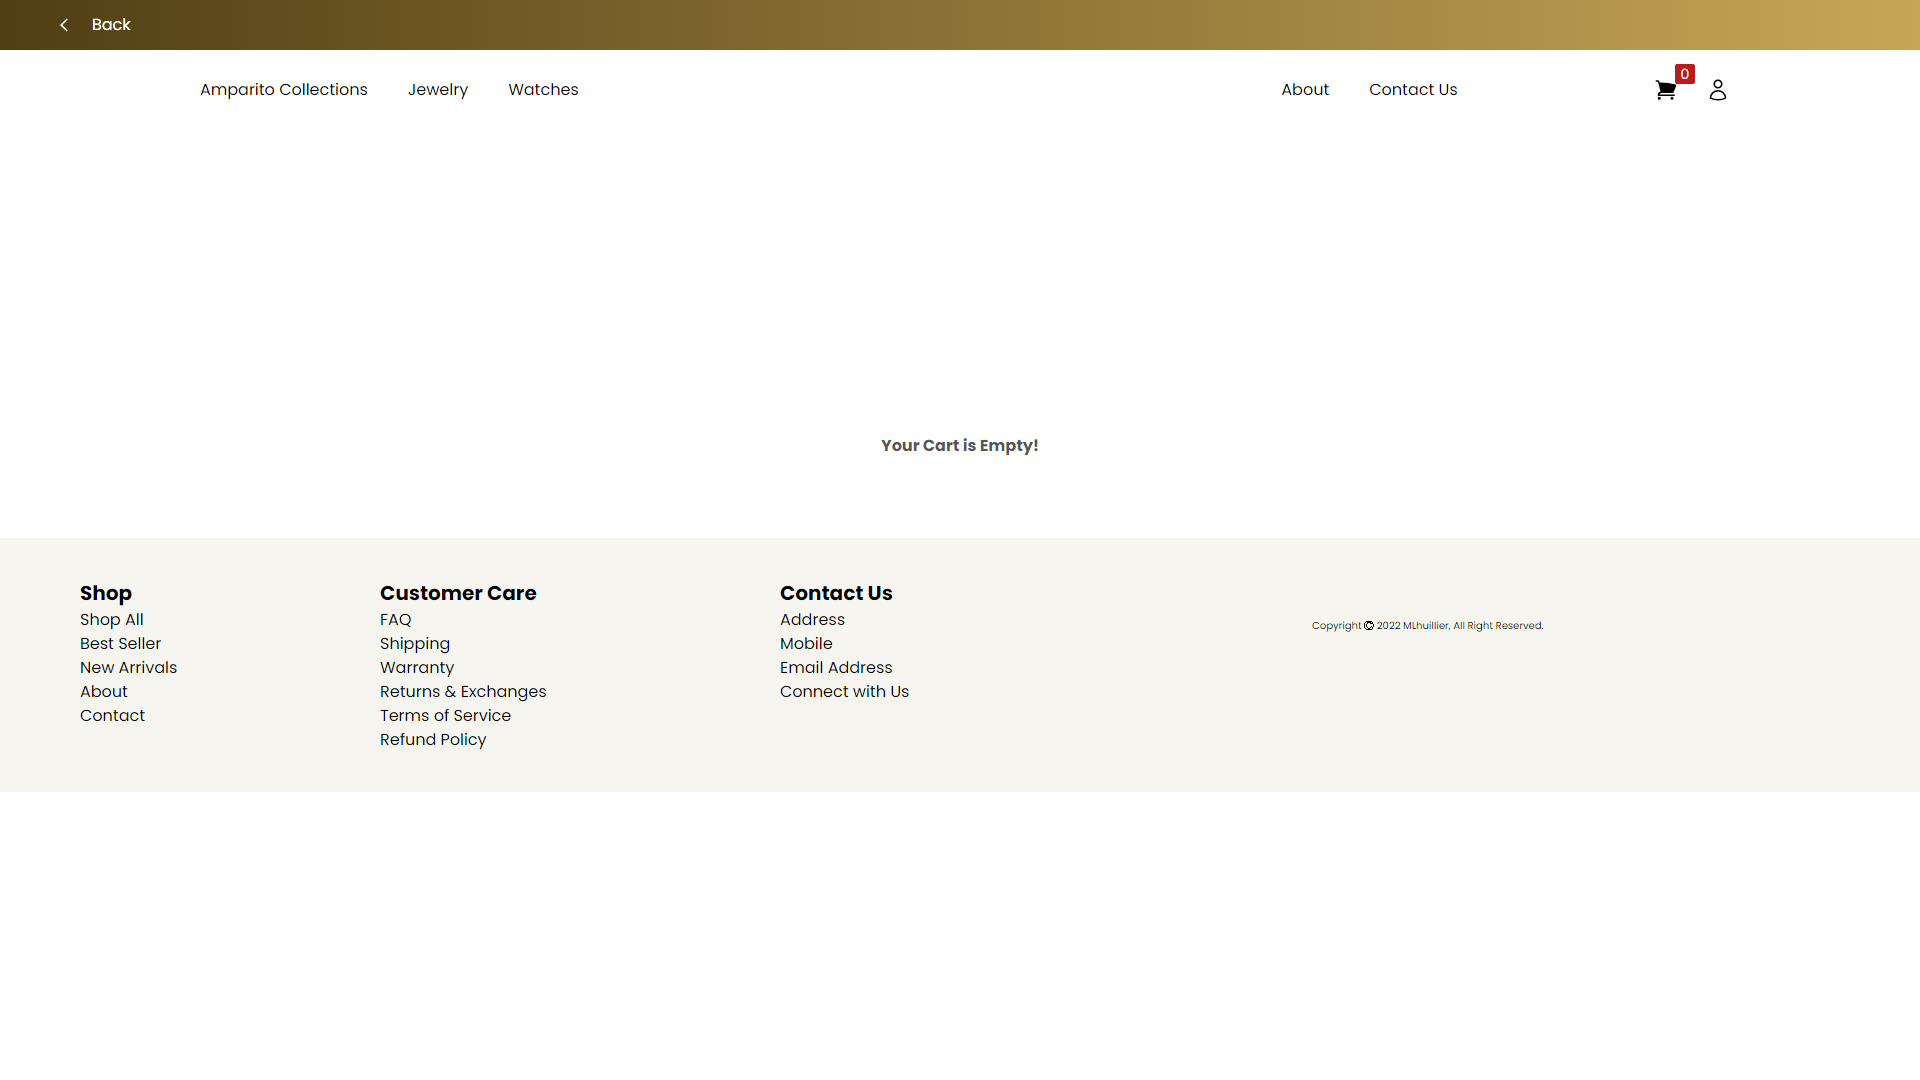 Back
Amparito Collections Jewelry Watches About Contact Us 0
Your Cart is Empty!
Shop
Shop All
Best Seller
New Arrivals
About
Contact
Customer Care
FAQ
Shipping
Warranty
Returns & Exchanges
Terms of Service
Refund Policy
Contact Us
Address
Mobile
Email Address
Connect with Us
Copyright © 2022 MLhuillier, All Right Reserved.